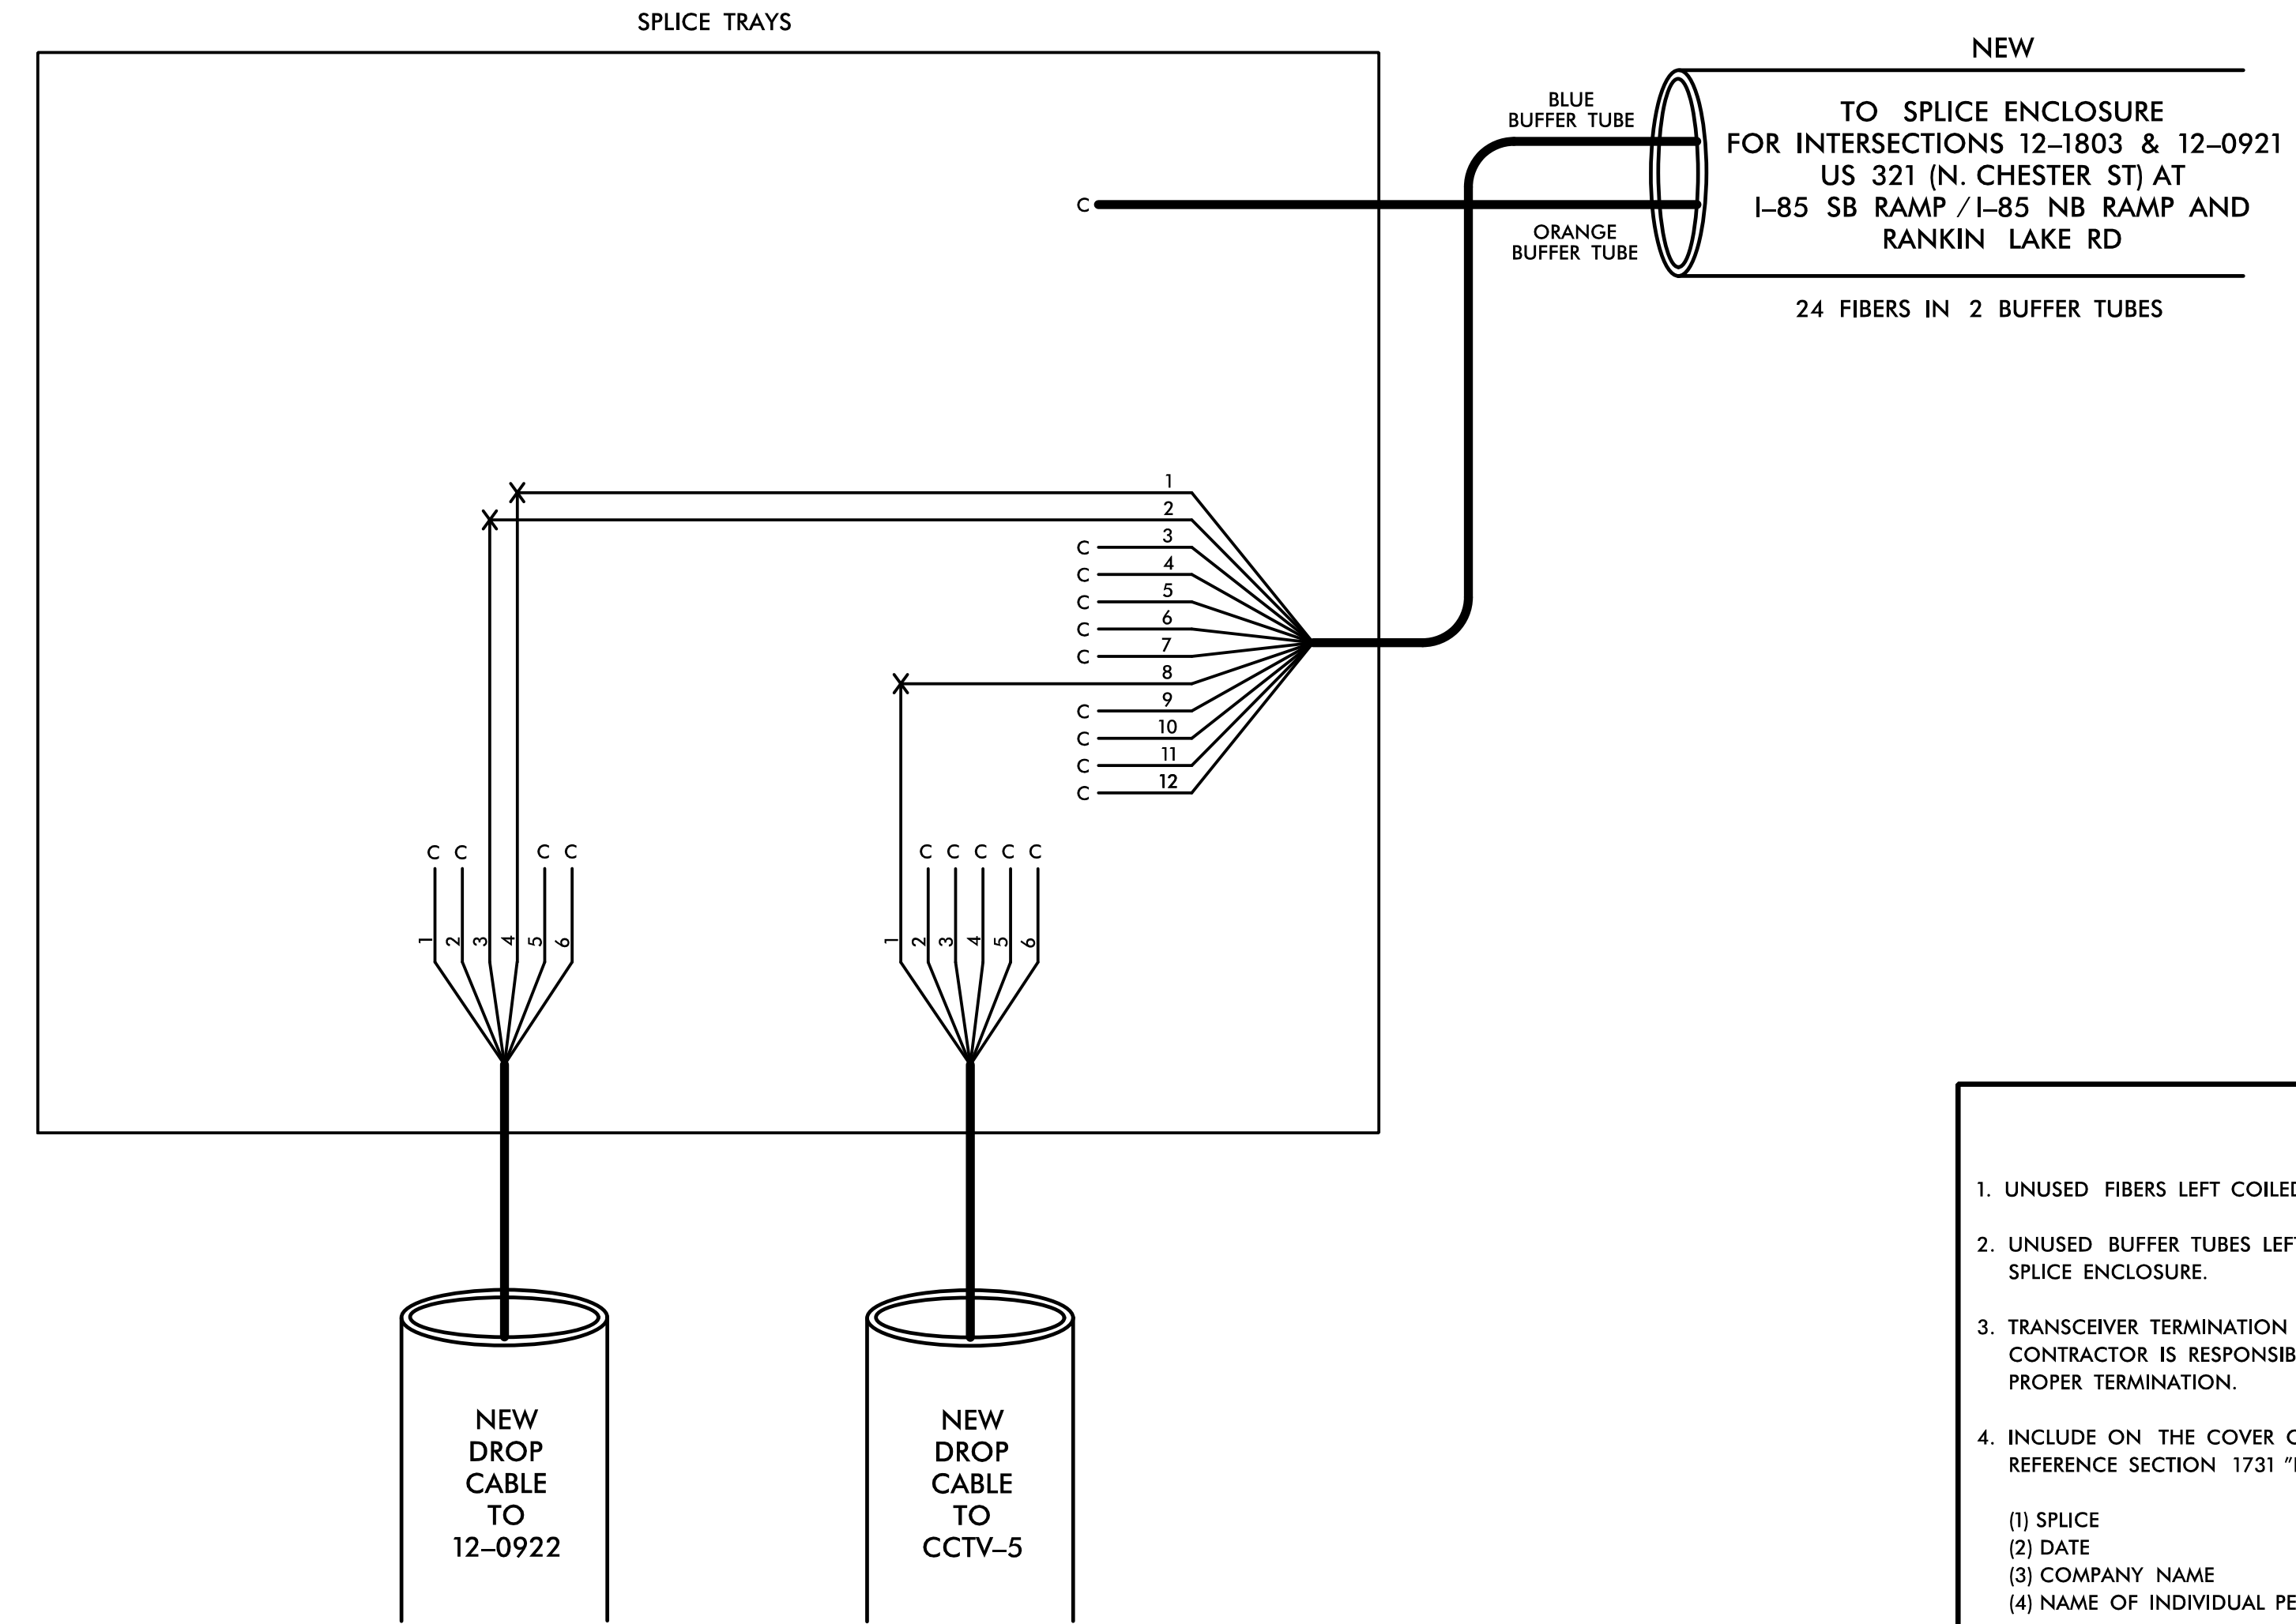 SPLICE TRAYS
NEW
BLUE
BUFFER TUBE
TO SPLICE ENCLOSURE
FOR INTERSECTIONS 12–1803 & 12–0921
US 321 (N. CHESTER ST) AT
I–85 SB RAMP / I–85 NB RAMP AND
RANKIN LAKE RD
C
ORANGE
BUFFER TUBE
24 FIBERS IN 2 BUFFER TUBES
X 1
X 2
C 3
C 4
C 5
C 6
C 7
X 8
C 9
C 10
C 11
C 12
C C C C
1 2 3 4 5 6
C C C C C
1 2 3 4 5 6
NEW
DROP
CABLE
TO
12–0922
NEW
DROP
CABLE
TO
CCTV–5
1. UNUSED FIBERS LEFT
2. UNUSED BUFFER TUBES
SPLICE ENCLOSURE.
3. TRANSCEIVER TERMINATION
CONTRACTOR IS
PROPER TERMINATION.
4. INCLUDE ON THE COVER
REFERENCE SECTION 1731
(1) SPLICE
(2) DATE
(3) COMPANY NAME
(4) NAME OF INDIVIDUAL